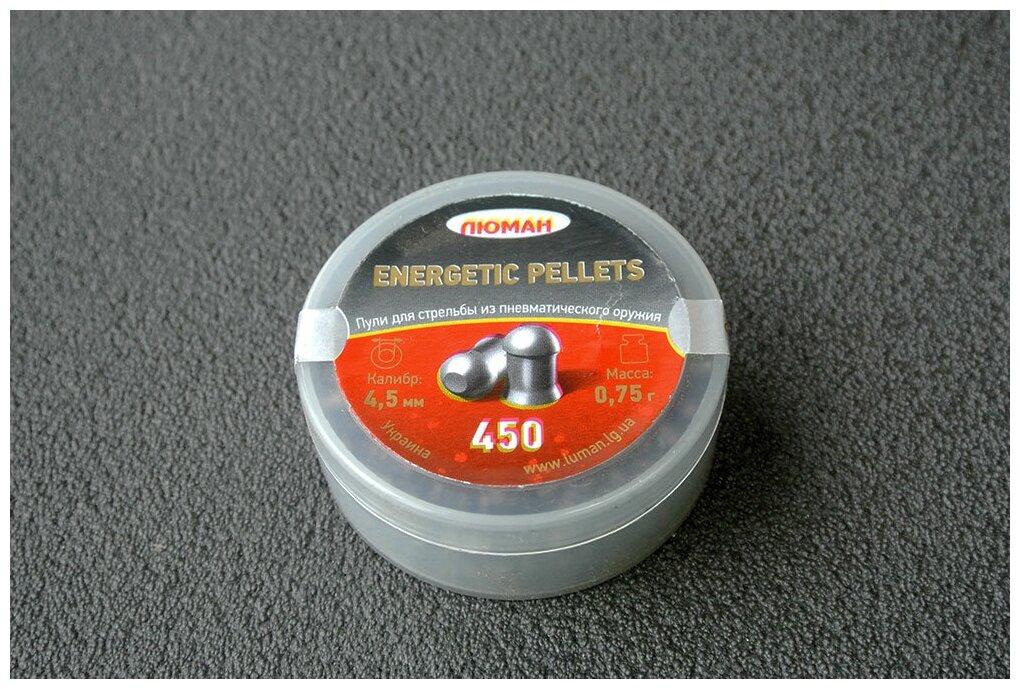 ЛЮМАН
ENERGETIC PELLETS
Пули для стрельбы из пневматического оружия
Калибр:
4,5 мм
Масса:
0,75 г
450
Украина
www.luman.lg.ua